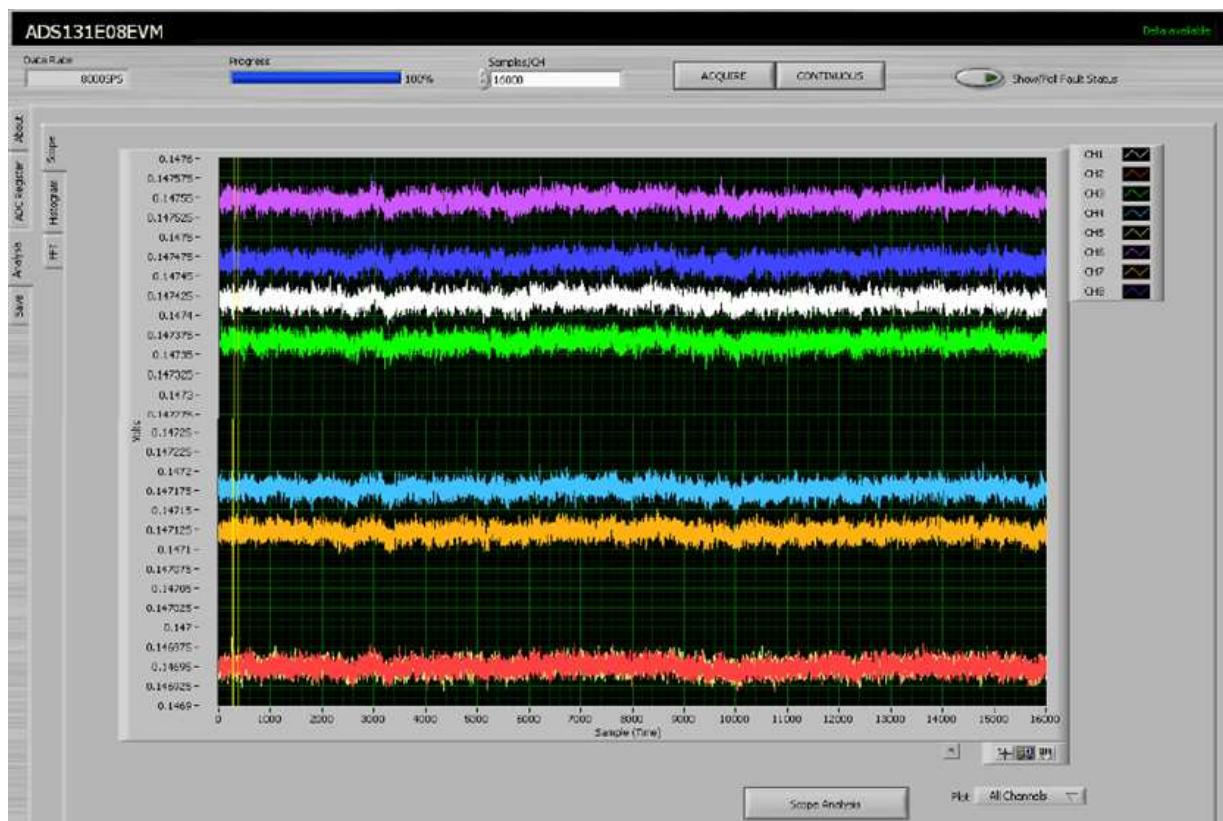 ADS131E08EVM
Data available
Data Rate
Progress
Samples/CH
8000SPS
100%
16000
ACQUIRE
CONTINUOUS
Show/Poll Fault Status
About
ADC Register
Analysis
Save
Scope
Histogram
FFT
Volts
0.1476
0.147575
0.14755
0.147525
0.1475
0.147475
0.14745
0.147425
0.1474
0.147375
0.14735
0.147325
0.1473
0.147275
0.14725
0.147225
0.1472
0.147175
0.14715
0.147125
0.1471
0.147075
0.14705
0.147025
0.147
0.146975
0.14695
0.146925
0.1469
0 1000 2000 3000 4000 5000 6000 7000 8000 9000 10000 11000 12000 13000 14000 15000 16000
Sample (Time)
CH1
CH2
CH3
CH4
CH5
CH6
CH7
CH8
Scope Analysis
Plot All Channels